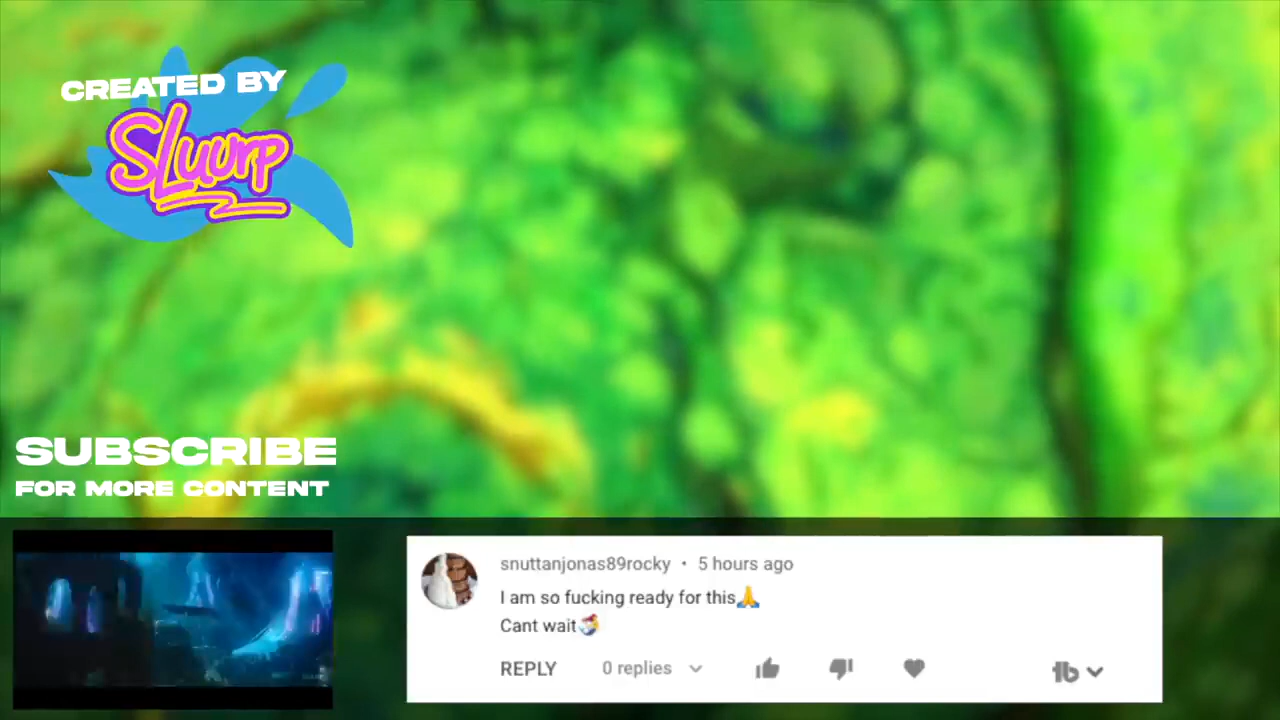 CREATED BY
SLUURP
SUBSCRIBE
FOR MORE CONTENT
snuttanjonas89rocky • 5 hours ago
I am so fucking ready for this🙏
Cant wait🏂
REPLY 0 replies
tb